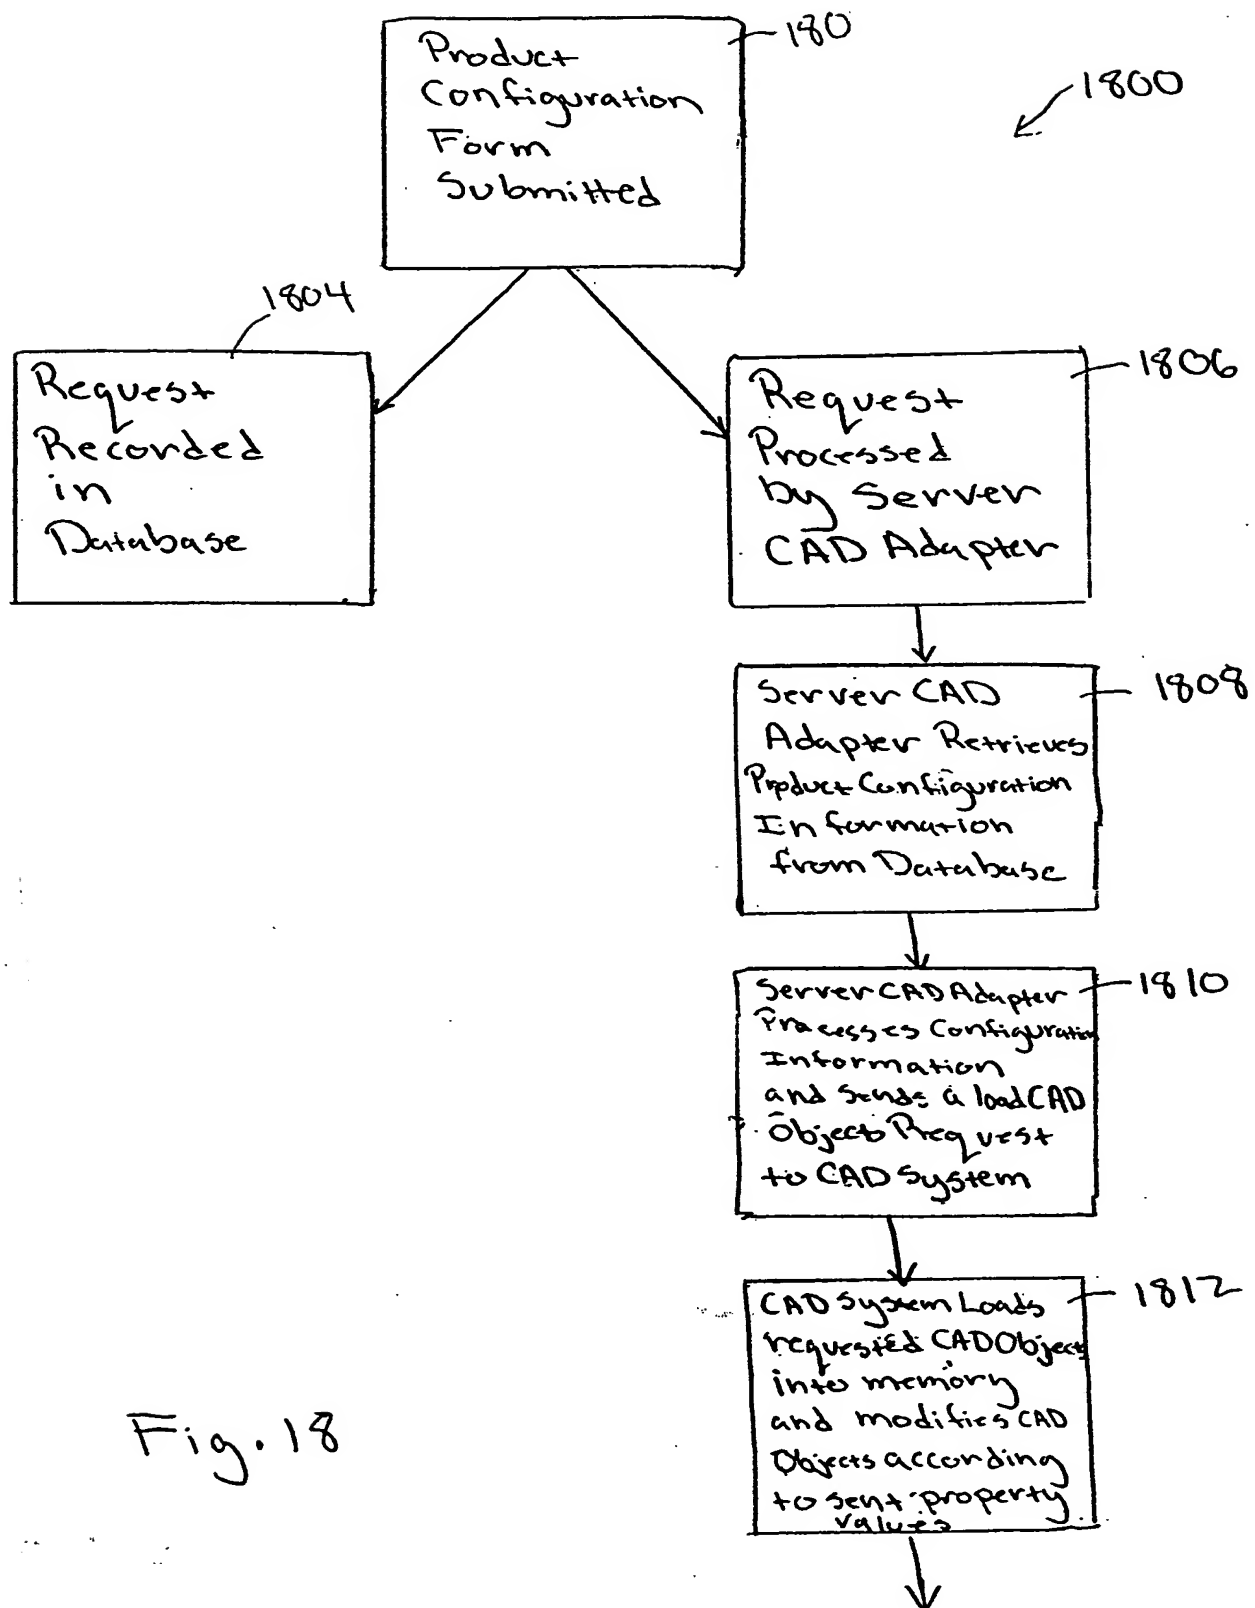 Product
Configuration
Form
Submitted
180
1800
1804
Request
Recorded
in
Database
1806
Request
Processed
by Server
CAD Adapter
1808
Server CAD
Adapter Retrieves
Product Configuration
Information
from Database
1810
Server CAD Adapter
Processes Configuration
Information
and sends a load CAD
Objects Request
to CAD System
1812
CAD System Loads
requested CAD Objects
into memory
and modifies CAD
Objects according
to sent property
values
Fig. 18